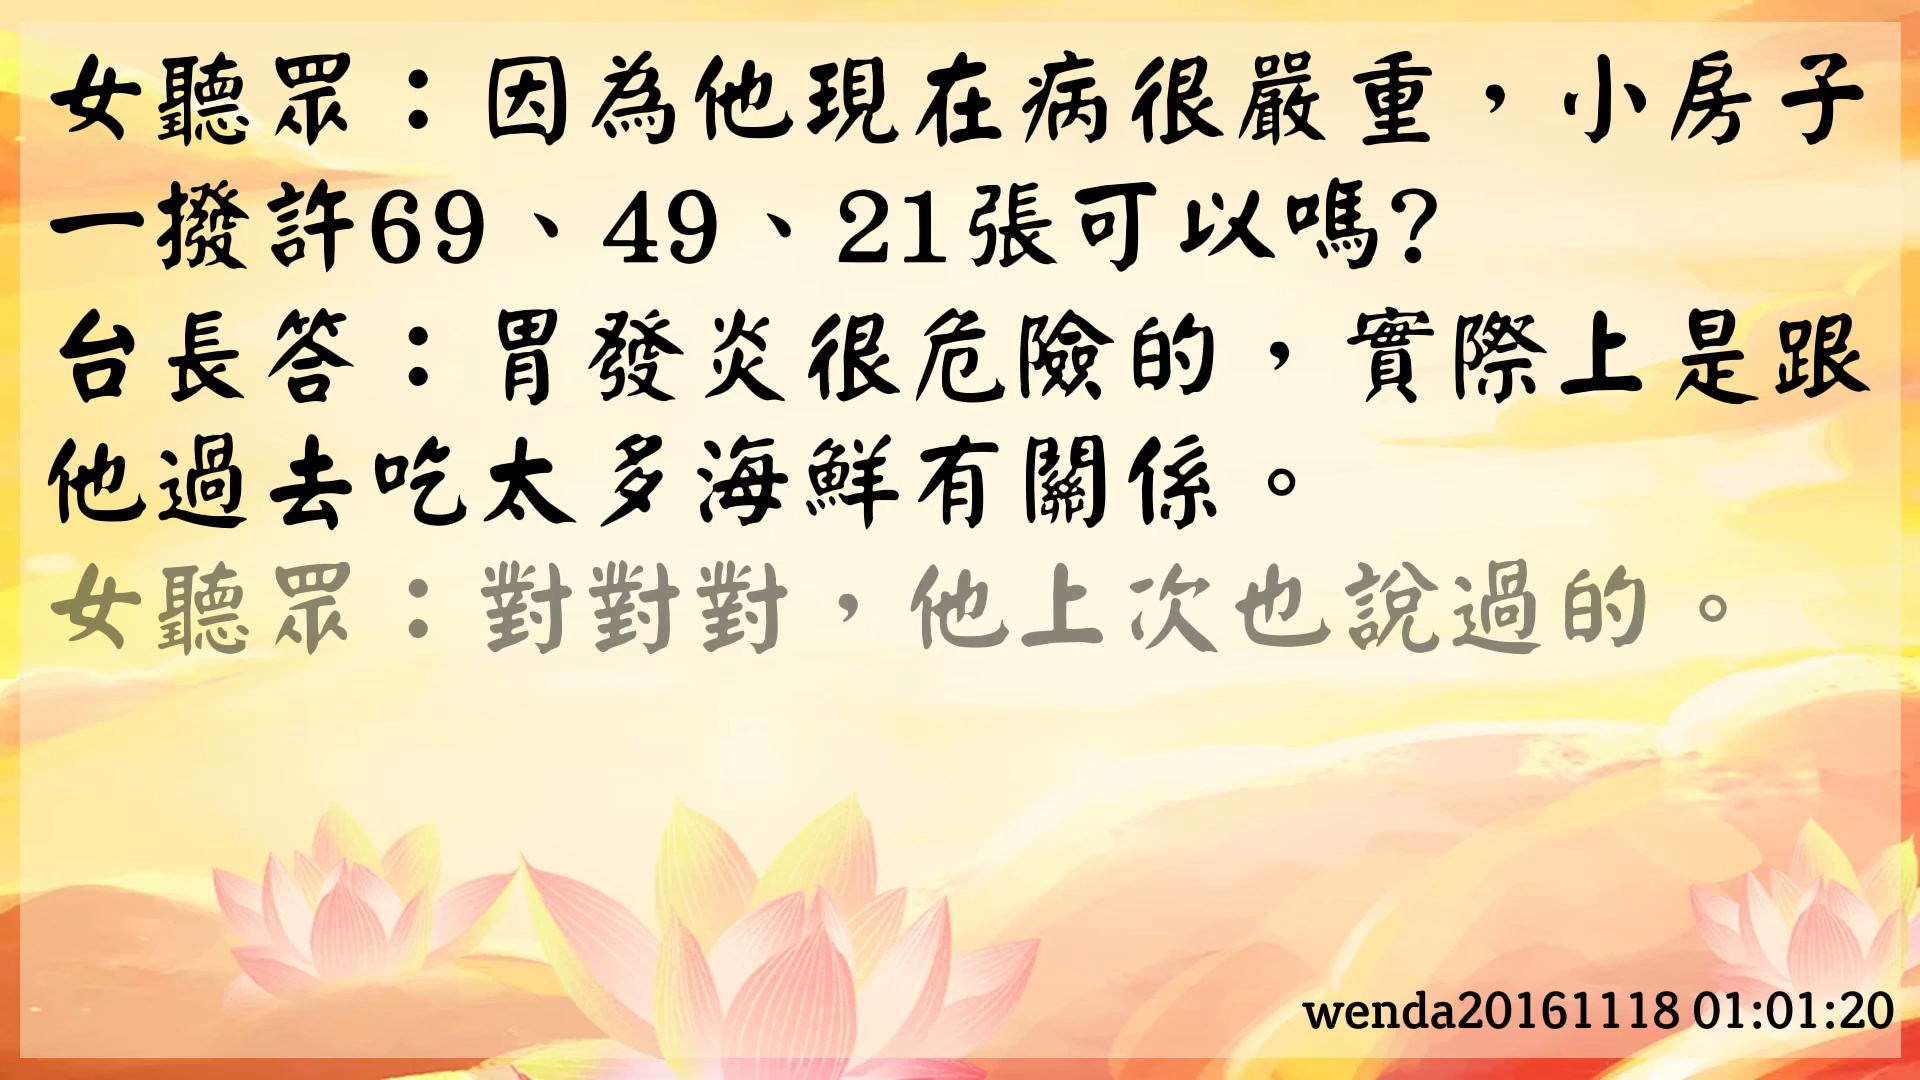 女聽眾：因為他現在病很嚴重，小房子
一撥許69、49、21張可以嗎?
台長答：胃發炎很危險的，實際上是跟
他過去吃太多海鮮有關係。
女聽眾：對對對，他上次也說過的。
wenda20161118 01:01:20